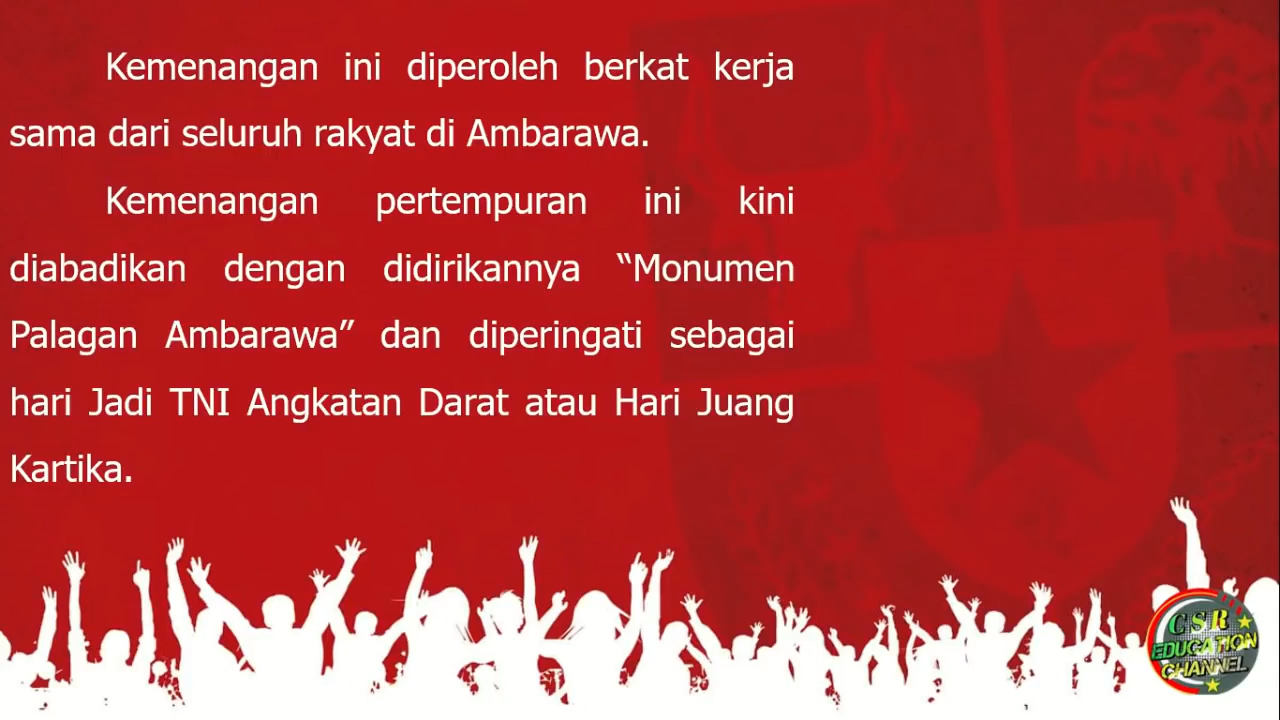 Kemenangan ini diperoleh berkat kerja
sama dari seluruh rakyat di Ambarawa.
Kemenangan pertempuran ini kini
diabadikan dengan didirikannya “Monumen
Palagan Ambarawa” dan diperingati sebagai
hari Jadi TNI Angkatan Darat atau Hari Juang
Kartika.
GSR
EDUCATION
CHANNEL